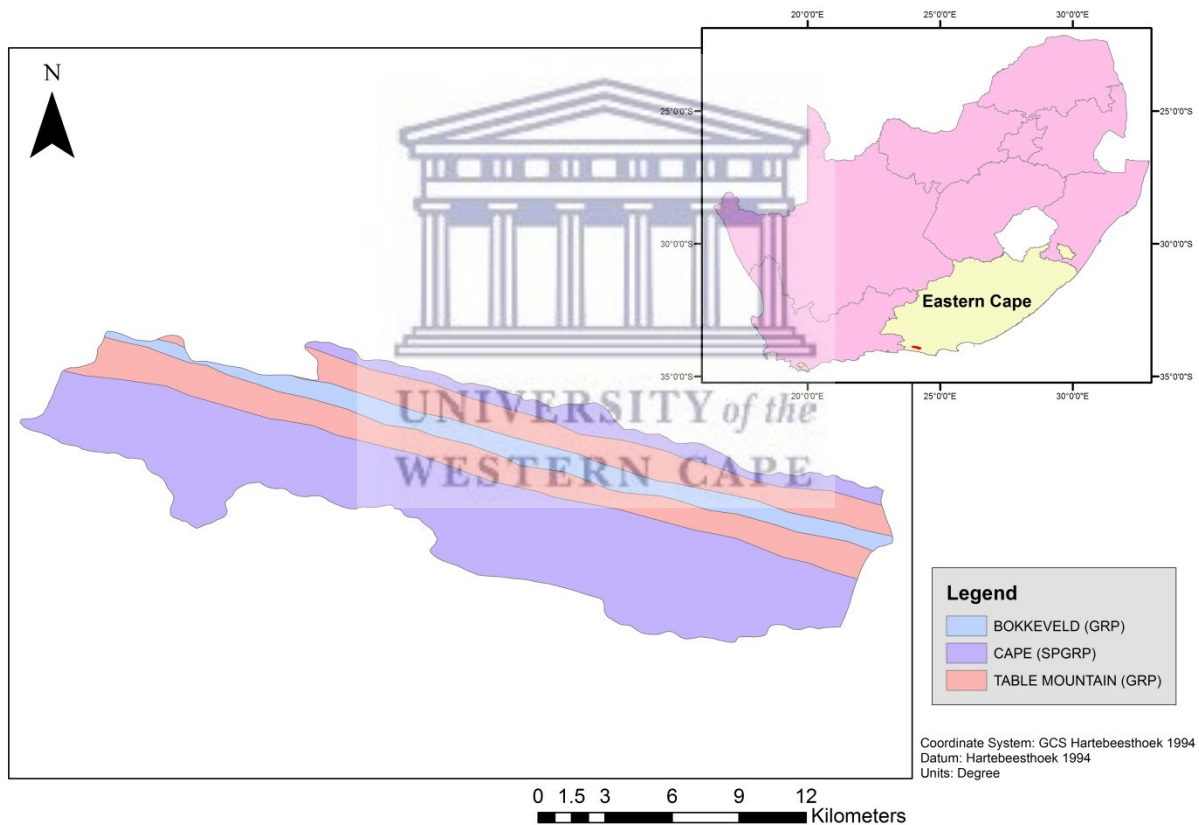 N
20°0'0"E
25°0'0"E
30°0'0"E
25°0'0"S
25°0'0"S
30°0'0"S
30°0'0"S
35°0'0"S
35°0'0"S
20°0'0"E
25°0'0"E
30°0'0"E
Eastern Cape
UNIVERSITY of the
WESTERN CAPE
Legend
BOKKEVELD (GRP)
CAPE (SPGRP)
TABLE MOUNTAIN (GRP)
Coordinate System: GCS Hartebeesthoek 1994
Datum: Hartebeesthoek 1994
Units: Degree
0 1.5 3 6 9 12
Kilometers